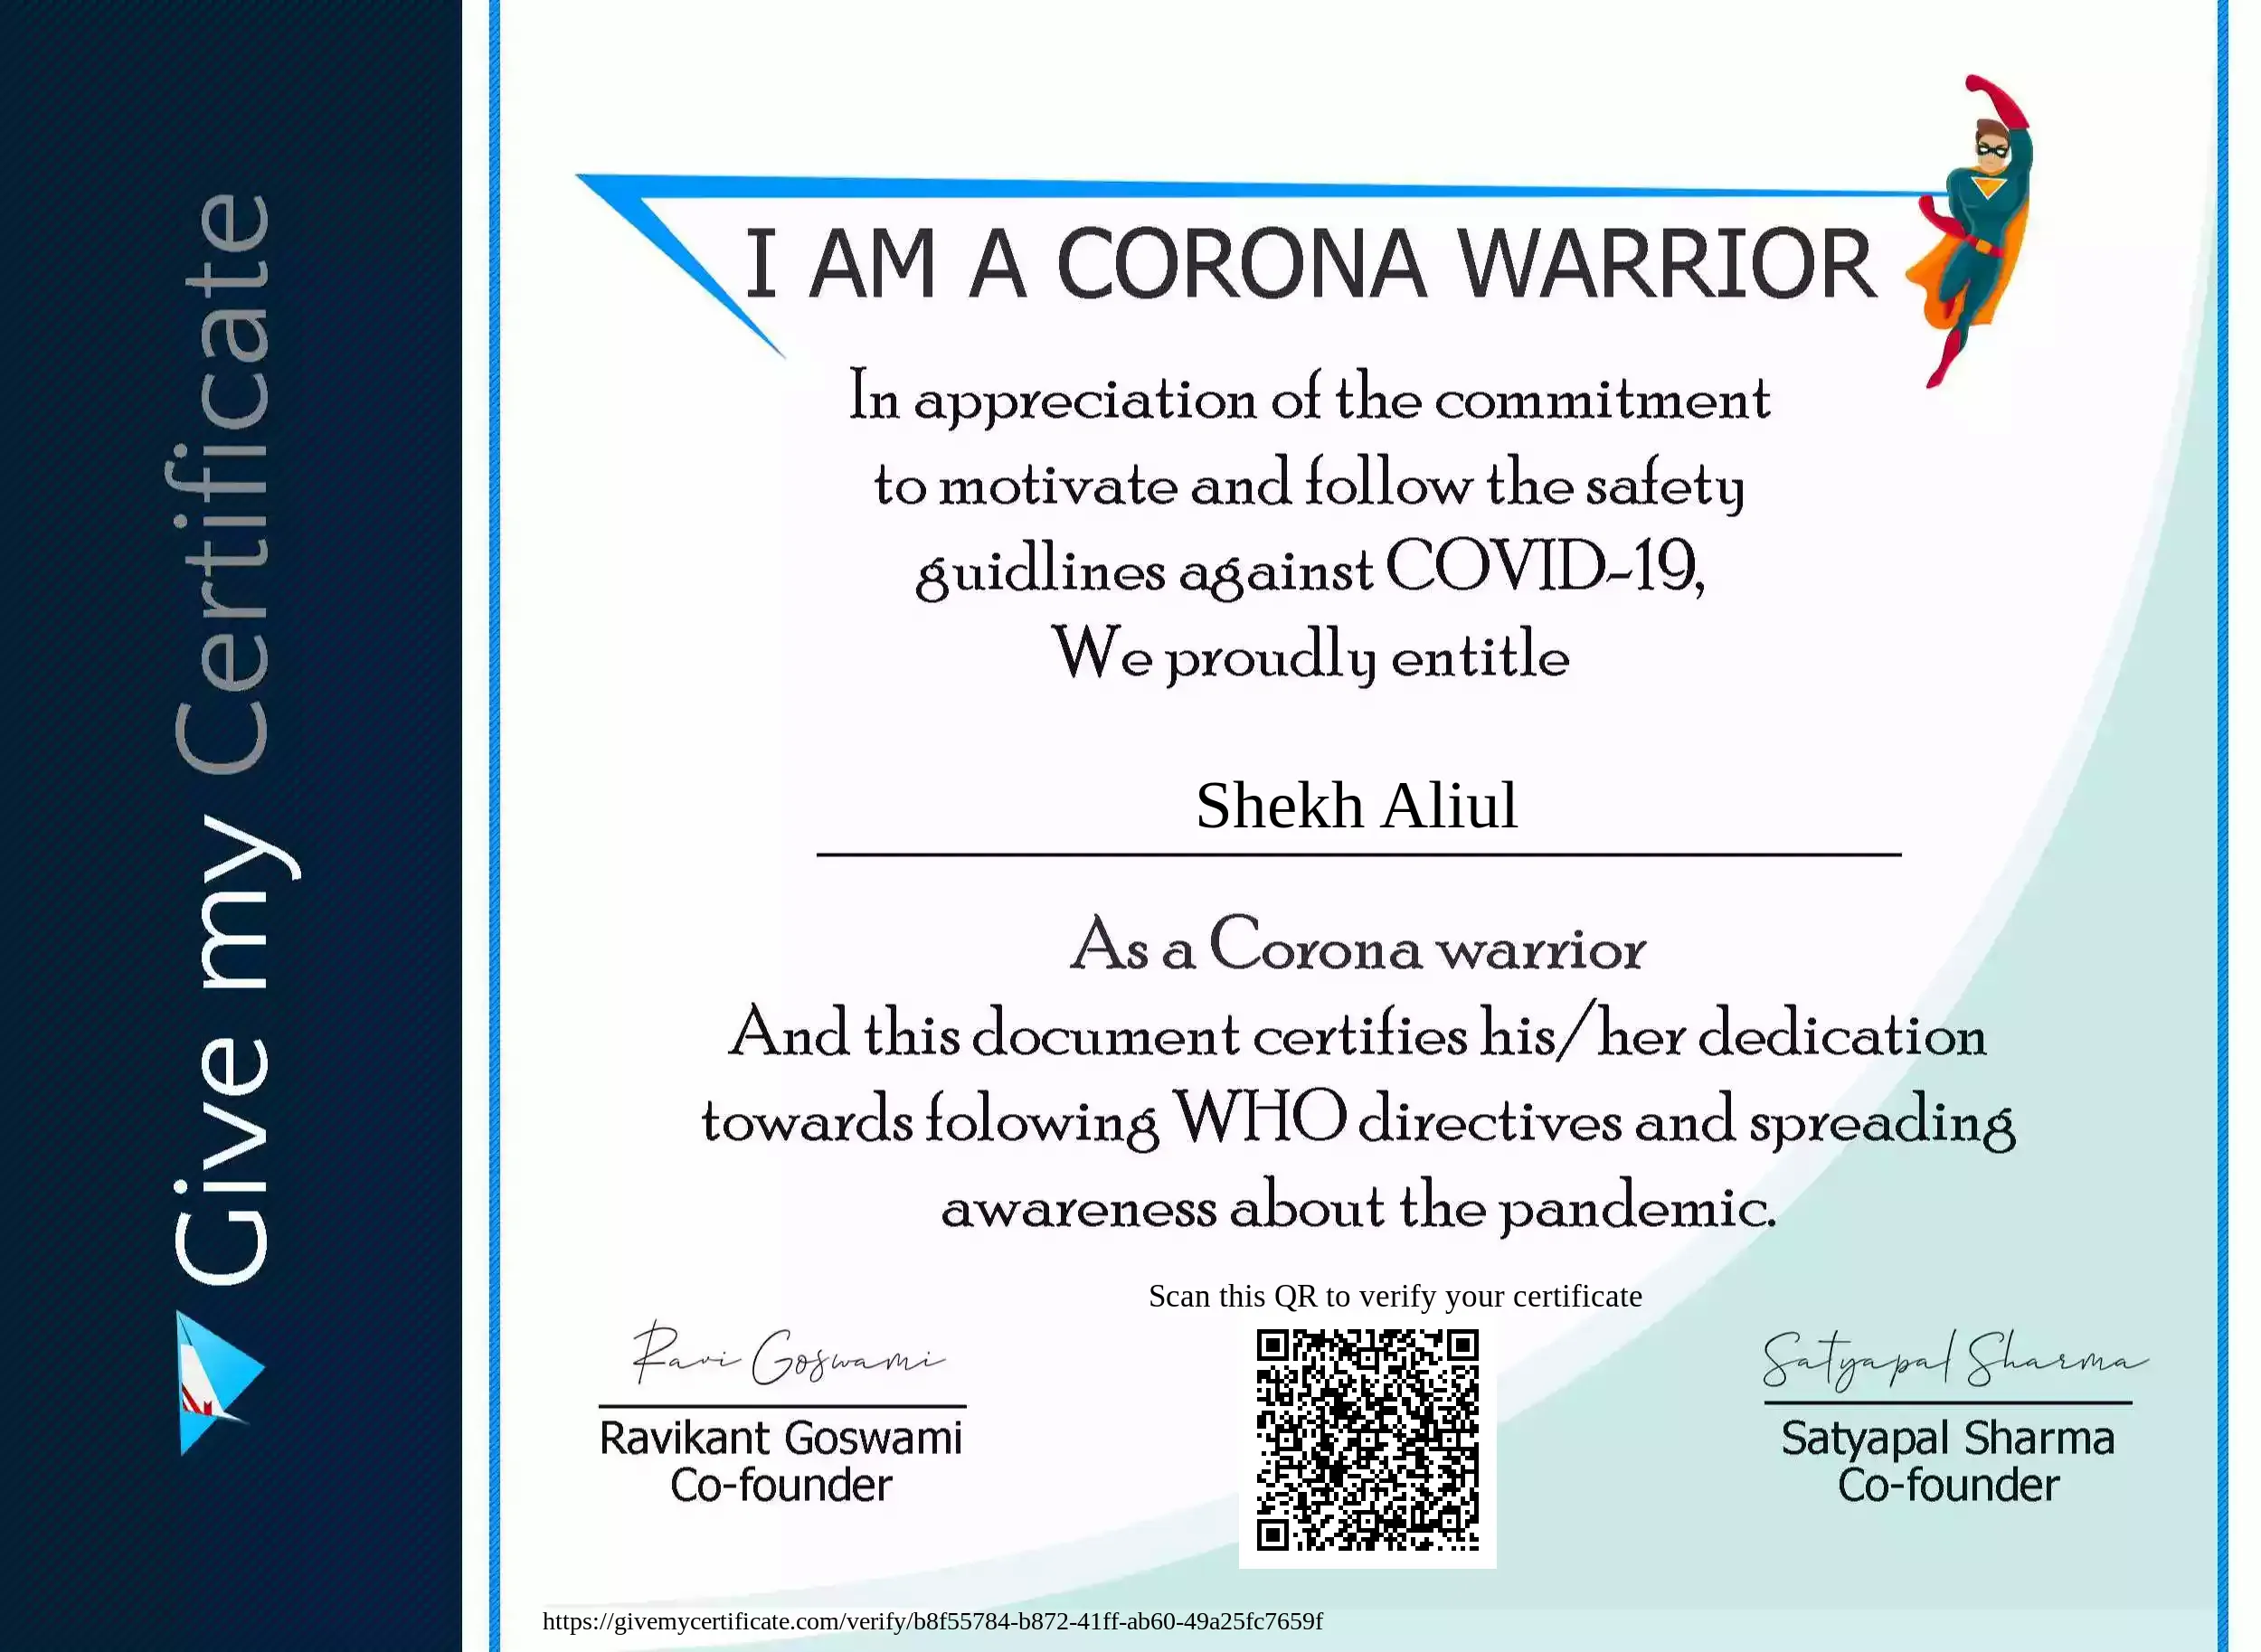 Give my Certificate
I AM A CORONA WARRIOR
In appreciation of the commitment
to motivate and follow the safety
guidlines against COVID-19,
We proudly entitle
Shekh Aliul
As a Corona warrior
And this document certifies his/her dedication
towards folowing WHO directives and spreading
awareness about the pandemic.
Scan this QR to verify your certificate
Ravi Goswami
Satyapal Sharma
Ravikant Goswami
Co-founder
Satyapal Sharma
Co-founder
https://givemycertificate.com/verify/b8f55784-b872-41ff-ab60-49a25fc7659f